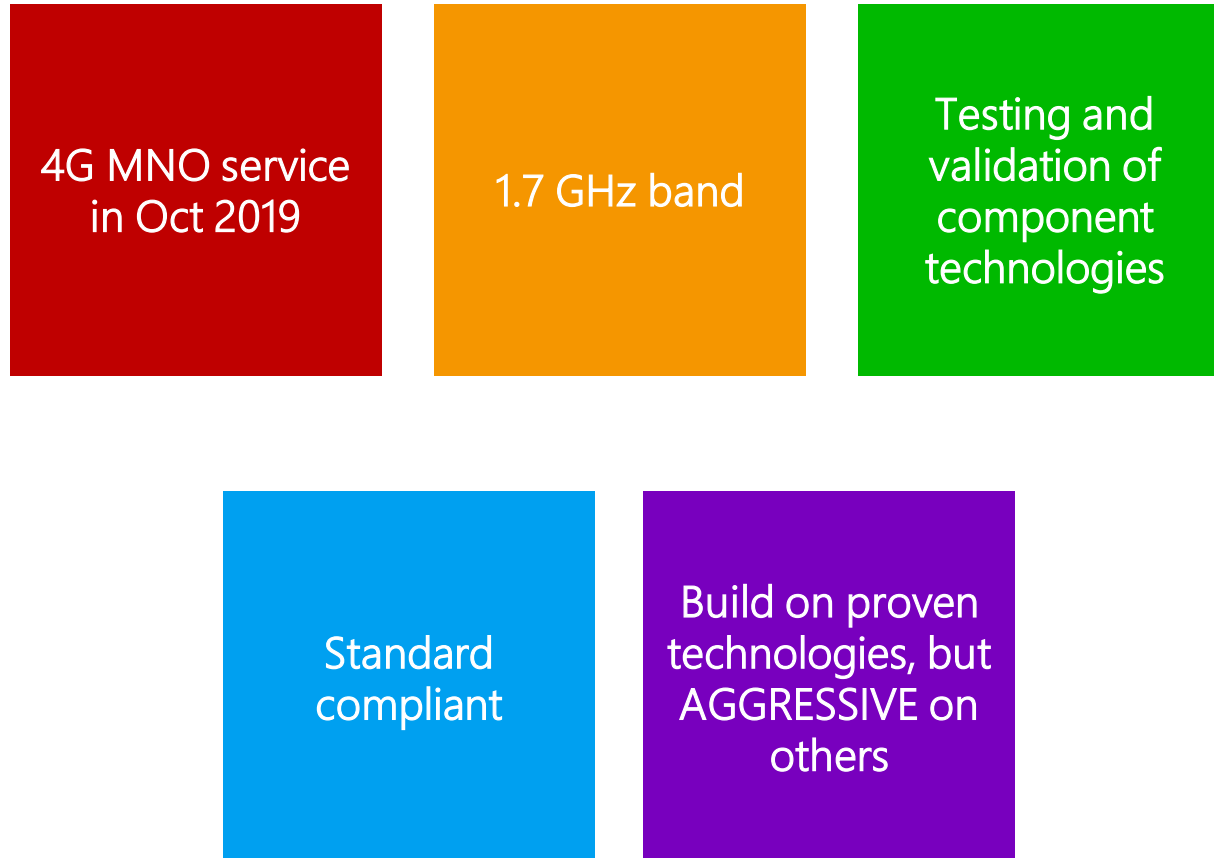 4G MNO service
in Oct 2019
1.7 GHz band
Testing and
validation of
component
technologies
Standard
compliant
Build on proven
technologies, but
AGGRESSIVE on
others